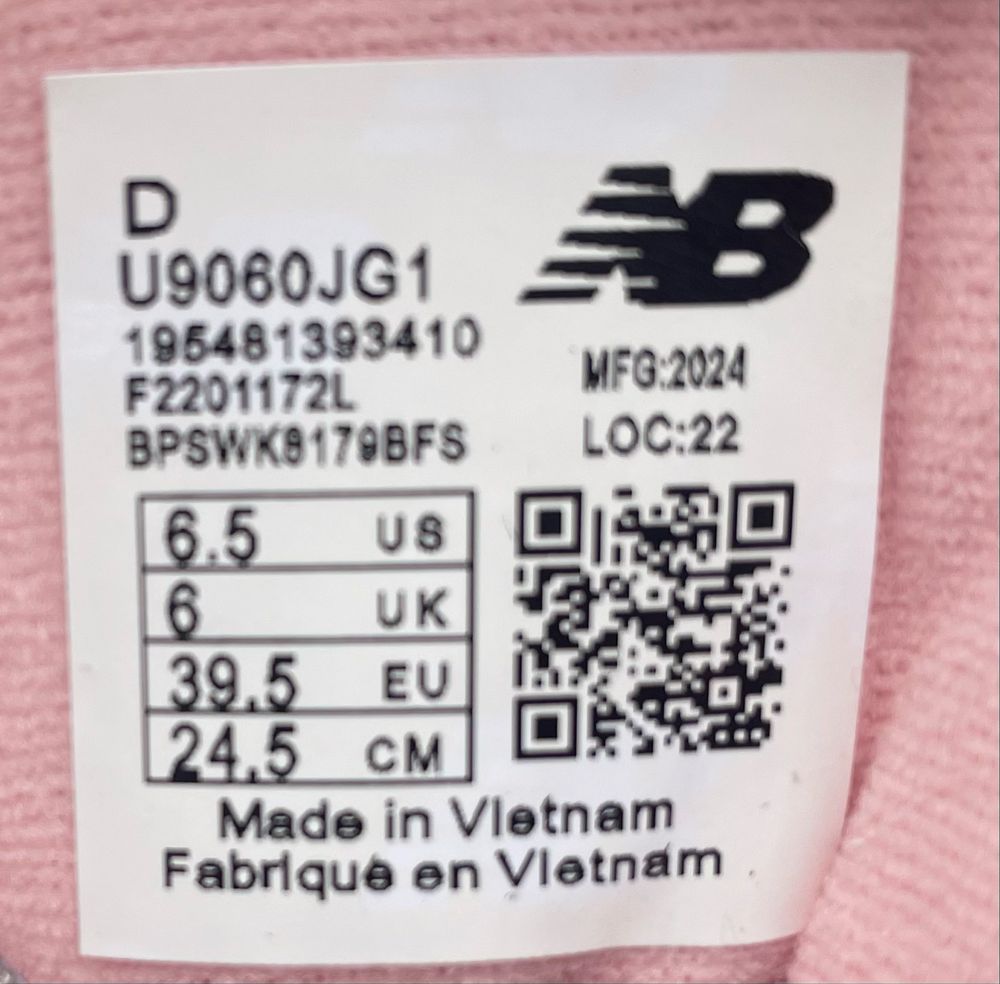 D
U9060JG1
195481393410
F2201172L
BPSWK8179BFS
NB
MFG:2024
LOC:22
6.5 US
6 UK
39.5 EU
24.5 CM
Made in Vietnam
Fabriqué en Vietnam